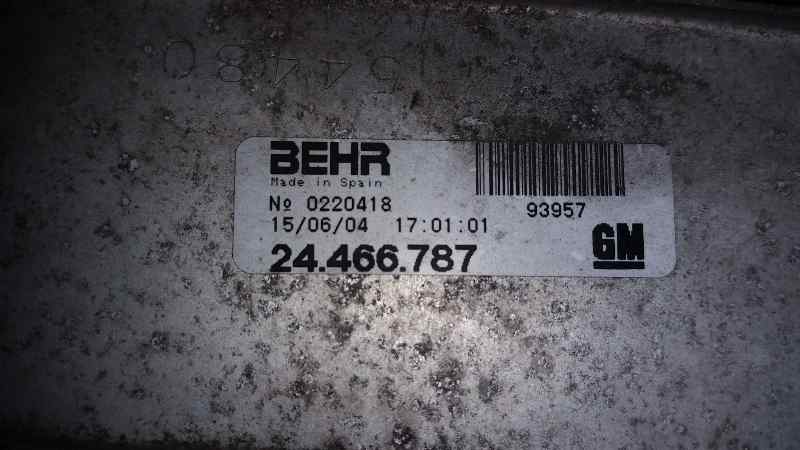 BEHR
Made in Spain
Nº 0220418
15/06/04 17:01:01
24.466.787
93957
GM